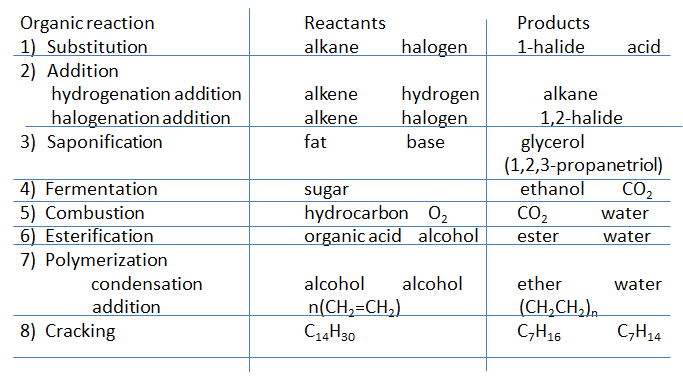 Organic reaction Reactants Products
1) Substitution alkane halogen 1-halide acid
2) Addition
hydrogenation addition alkene hydrogen alkane
halogenation addition alkene halogen 1,2-halide
3) Saponification fat base glycerol
(1,2,3-propanetriol)
4) Fermentation sugar ethanol CO₂
5) Combustion hydrocarbon O₂ CO₂ water
6) Esterification organic acid alcohol ester water
7) Polymerization
condensation alcohol alcohol ether water
addition n(CH₂=CH₂) (CH₂CH₂)ₙ
8) Cracking C₁₄H₃₀ C₇H₁₆ C₇H₁₄